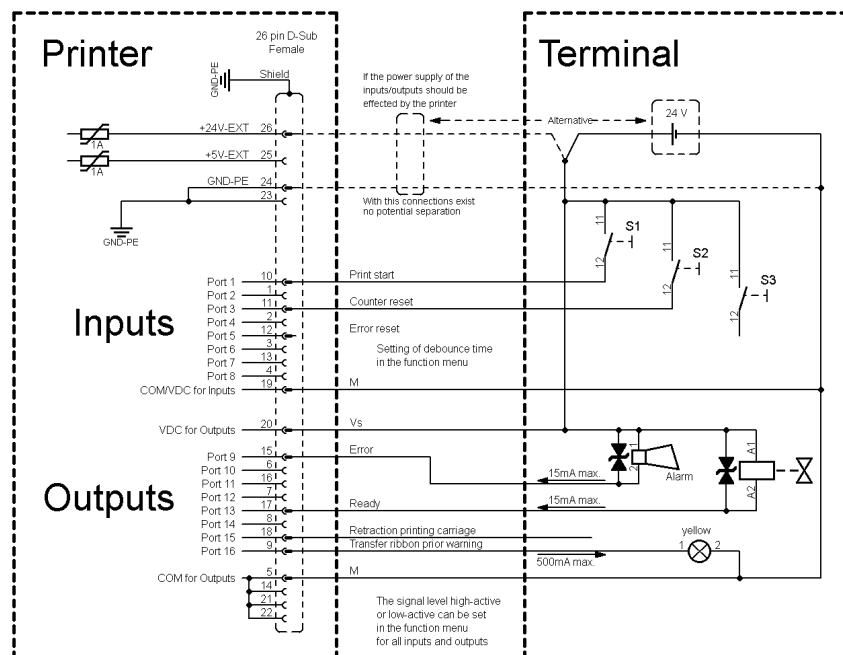 Printer
26 pin D-Sub
Female
Terminal
GND-PE
Shield
If the power supply of the
inputs/outputs should be
effected by the printer
Alternative
24 V
1A
+24V-EXT 26
1A
+5V-EXT 25
GND-PE 24
23
GND-PE
With this connections exist
no potential separation
11
S1
12
11
S2
12
11
S3
12
Inputs
Port 1 10 Print start
Port 2 1
Port 3 11 Counter reset
Port 4 2
Port 5 12 Error reset
Port 6 3
Port 7 13
Port 8 4
Setting of debounce time
in the function menu
COM/VDC for Inputs 19 M
VDC for Outputs 20 Vs
Outputs
Port 9 15 Error
Port 10 6
Port 11 16
Port 12 7
Port 13 17 Ready
Port 14 8
Port 15 18 Retraction printing carriage
Port 16 9 Transfer ribbon prior warning
15mA max.
15mA max.
500mA max.
1
2
Alarm
A1
A2
yellow
1 2
COM for Outputs 5 M
14
21
22
The signal level high-active
or low-active can be set
in the function menu
for all inputs and outputs